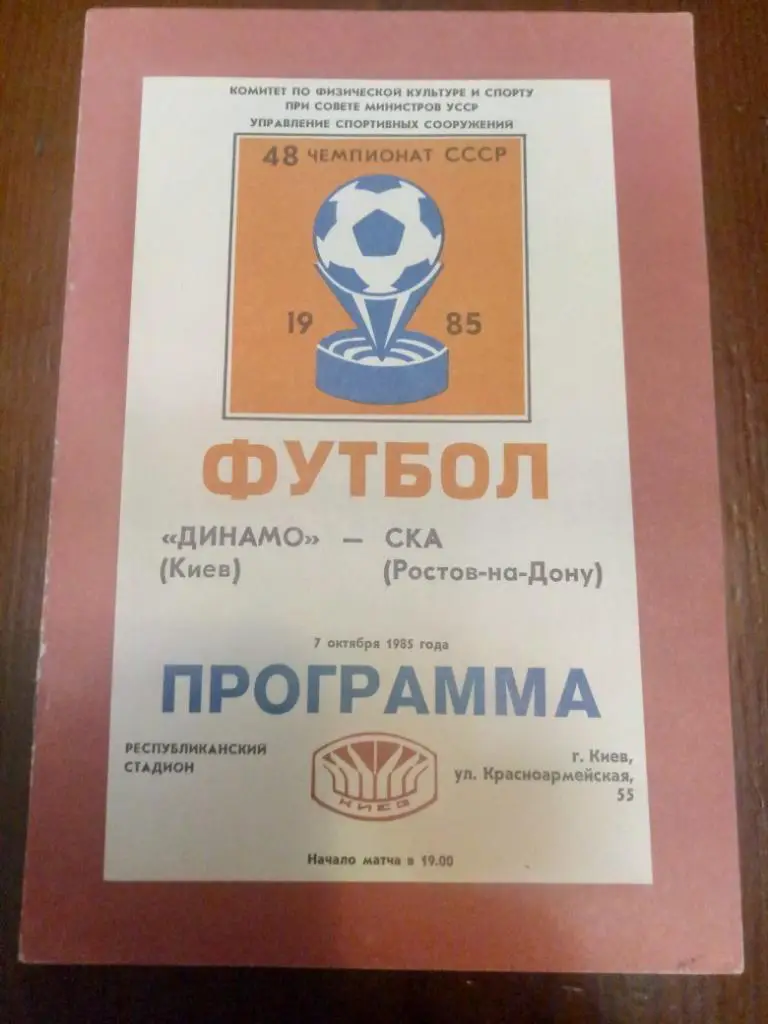 КОМИТЕТ ПО ФИЗИЧЕСКОЙ КУЛЬТУРЕ И СПОРТУ
ПРИ СОВЕТЕ МИНИСТРОВ УССР
УПРАВЛЕНИЕ СПОРТИВНЫХ СООРУЖЕНИЙ
48 ЧЕМПИОНАТ СССР
19 85
ФУТБОЛ
«ДИНАМО» — СКА
(Киев) (Ростов-на-Дону)
7 октября 1985 года
ПРОГРАММА
РЕСПУБЛИКАНСКИЙ
СТАДИОН
КИЕВ
г. Киев,
ул. Красноармейская,
55
Начало матча в 19.00